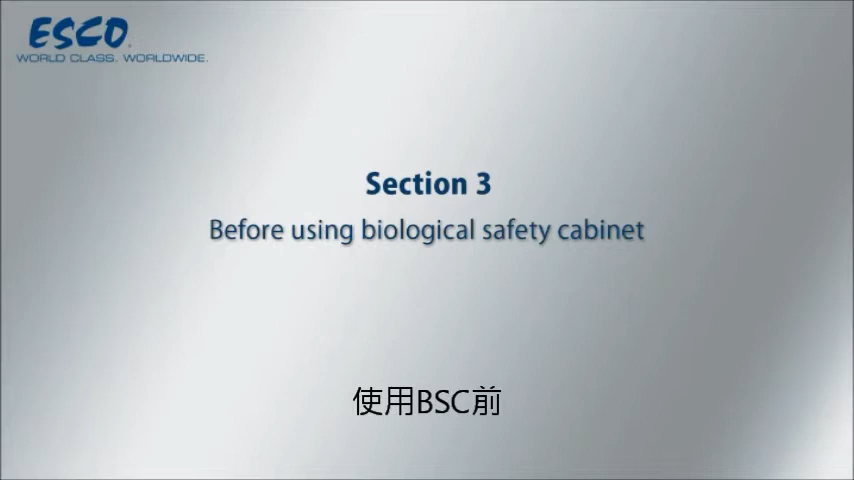 ESCO
WORLD CLASS. WORLDWIDE.
Section 3
Before using biological safety cabinet
使用BSC前